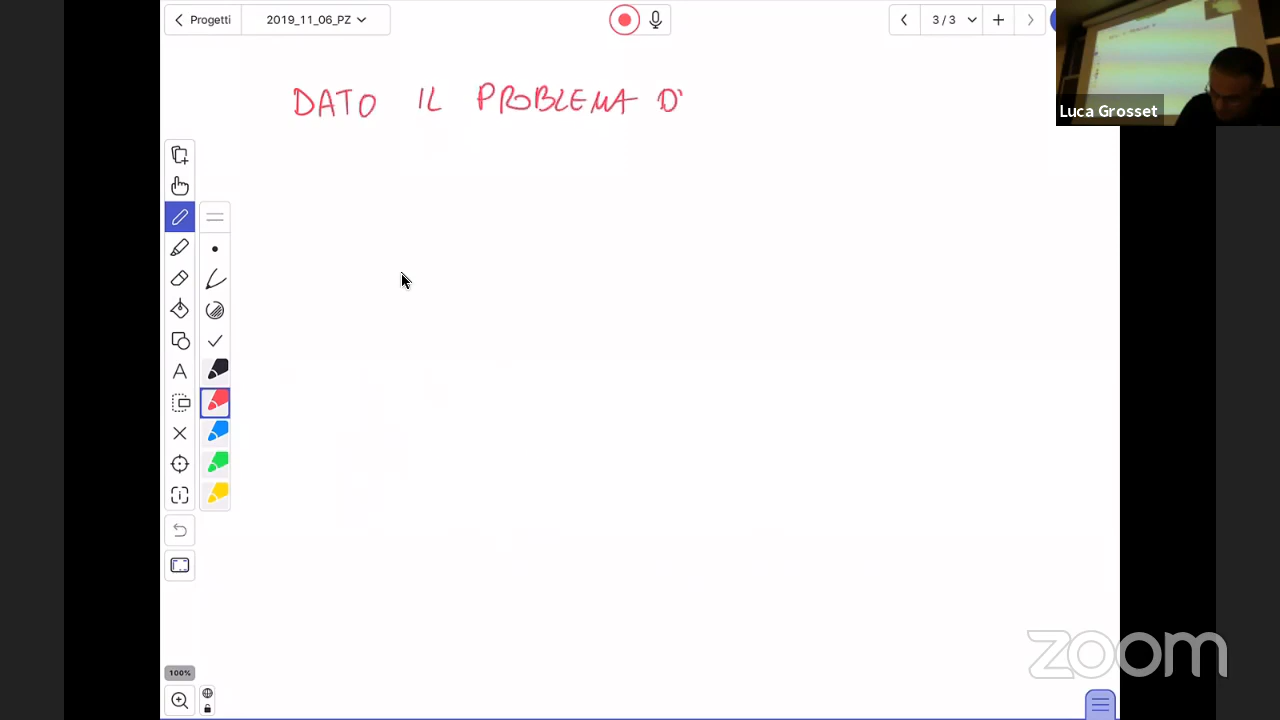 Progetti
2019_11_06_PZ
3 / 3
Luca Grosset
DATO IL PROBLEMA D'
A
100%
zoom